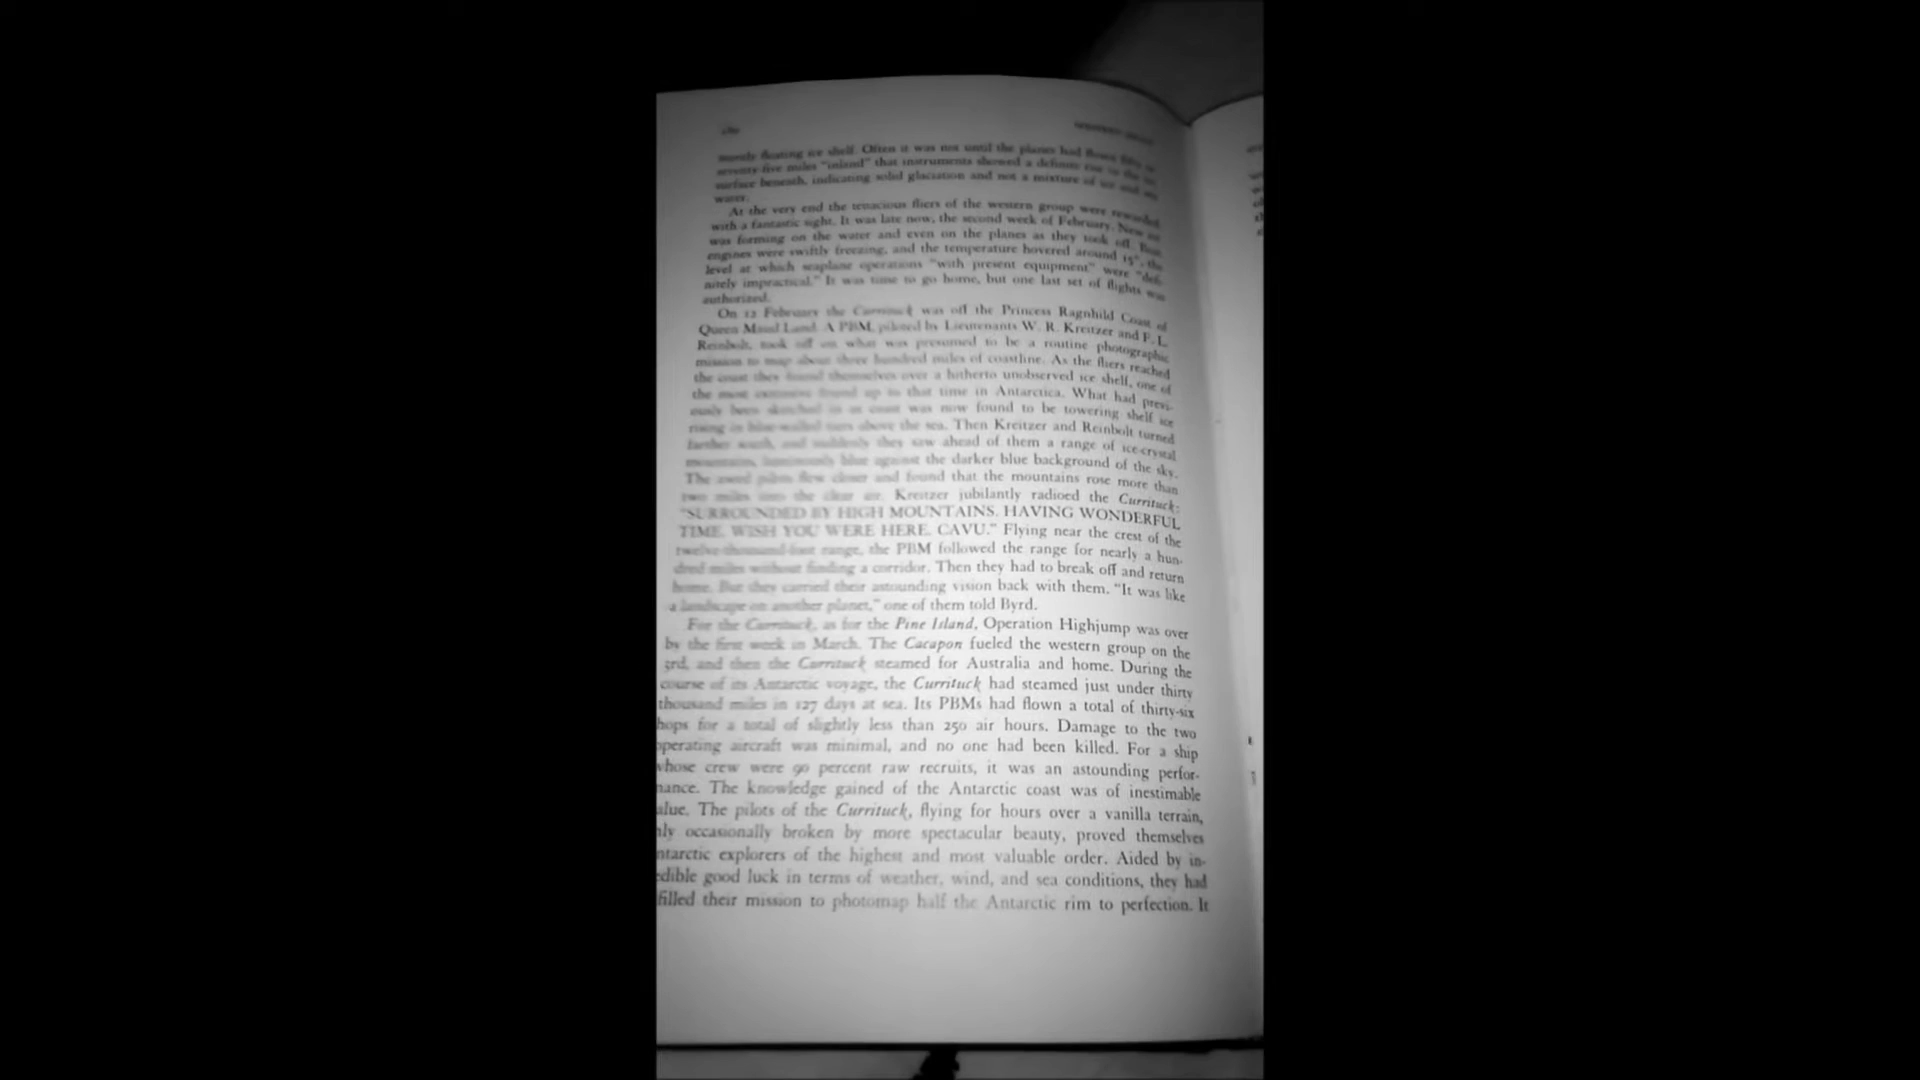 mostly floating ice shelf. Often it was not until the planes had flown fifty or
seventy-five miles "inland" that instruments showed a definite rise in the
surface beneath, indicating solid glaciation and not a mixture of ice and
water.
At the very end the tenacious fliers of the western group were rewarded
with a fantastic sight. It was late now, the second week of February. New ice
was forming on the water and even on the planes as they took off.
engines were swiftly freezing, and the temperature hovered around 15°, the
level at which seaplane operations "with present equipment" were "defi-
nitely impractical." It was time to go home, but one last set of flights was
authorized.
On 12 February the Currituck was off the Princess Ragnhild Coast of
Queen Maud Land. A PBM, piloted by Lieutenants W. R. Kreitzer and F. L.
Reinbolt, took off on what was presumed to be a routine photographic
mission to map about three hundred miles of coastline. As the fliers reached
the coast they found themselves over a hitherto unobserved ice shelf, one of
the most extensive found up to that time in Antarctica. What had previ-
ously been sketched in as coast was now found to be towering shelf ice
rising in blue-walled tiers above the sea. Then Kreitzer and Reinbolt turned
farther south, and suddenly they saw ahead of them a range of ice-crystal
mountains, luminously blue against the darker blue background of the sky.
The awed pilots flew closer and found that the mountains rose more than
two miles into the clear air. Kreitzer jubilantly radioed the Currituck:
"SURROUNDED BY HIGH MOUNTAINS. HAVING WONDERFUL
TIME. WISH YOU WERE HERE. CAVU." Flying near the crest of the
twelve-thousand-foot range, the PBM followed the range for nearly a hun-
dred miles without finding a corridor. Then they had to break off and return
home. But they carried their astounding vision back with them. "It was like
a landscape on another planet," one of them told Byrd.
For the Currituck, as for the Pine Island, Operation Highjump was over
by the first week in March. The Cacapon fueled the western group on the
3rd, and then the Currituck steamed for Australia and home. During the
course of its Antarctic voyage, the Currituck had steamed just under thirty
thousand miles in 127 days at sea. Its PBMs had flown a total of thirty-six
hops for a total of slightly less than 250 air hours. Damage to the two
operating aircraft was minimal, and no one had been killed. For a ship
whose crew were 90 percent raw recruits, it was an astounding perfor-
mance. The knowledge gained of the Antarctic coast was of inestimable
alue. The pilots of the Currituck, flying for hours over a vanilla terrain,
nly occasionally broken by more spectacular beauty, proved themselves
ntarctic explorers of the highest and most valuable order. Aided by in-
edible good luck in terms of weather, wind, and sea conditions, they had
filled their mission to photomap half the Antarctic rim to perfection. It